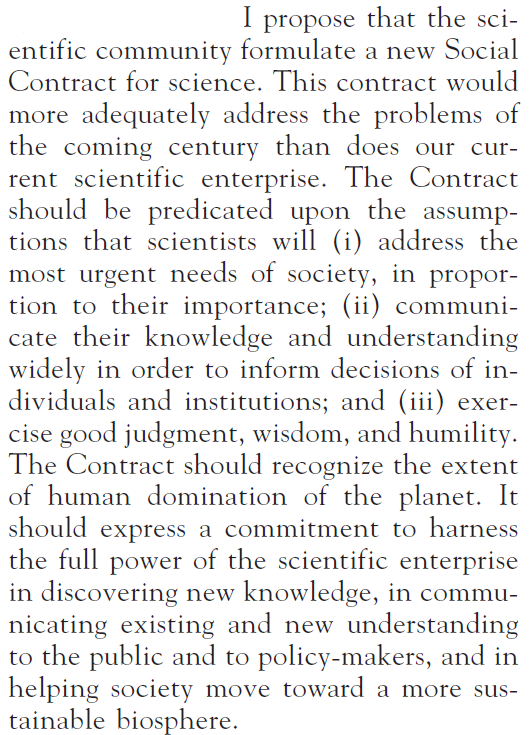 I propose that the sci-
entific community formulate a new Social
Contract for science. This contract would
more adequately address the problems of
the coming century than does our cur-
rent scientific enterprise. The Contract
should be predicated upon the assump-
tions that scientists will (i) address the
most urgent needs of society, in propor-
tion to their importance; (ii) communi-
cate their knowledge and understanding
widely in order to inform decisions of in-
dividuals and institutions; and (iii) exer-
cise good judgment, wisdom, and humility.
The Contract should recognize the extent
of human domination of the planet. It
should express a commitment to harness
the full power of the scientific enterprise
in discovering new knowledge, in commu-
nicating existing and new understanding
to the public and to policy-makers, and in
helping society move toward a more sus-
tainable biosphere.